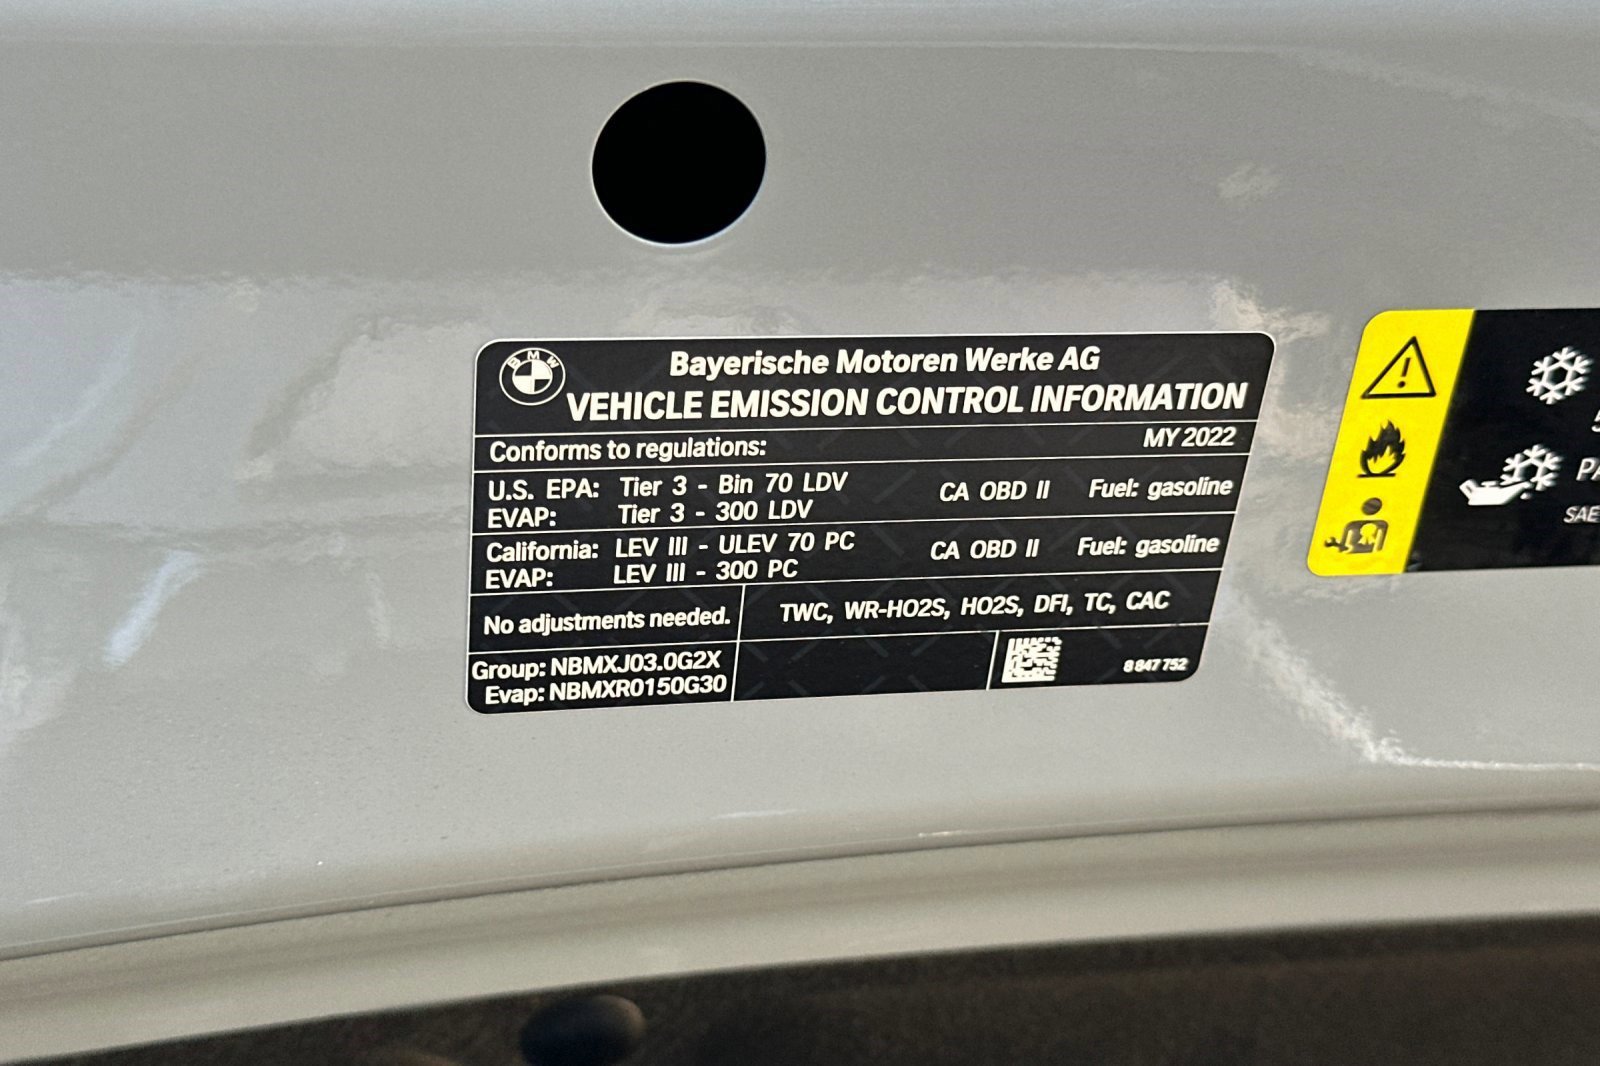 BMW
Bayerische Motoren Werke AG
VEHICLE EMISSION CONTROL INFORMATION
Conforms to regulations: MY 2022
U.S. EPA: Tier 3 - Bin 70 LDV CA OBD II Fuel: gasoline
EVAP: Tier 3 - 300 LDV
California: LEV III - ULEV 70 PC CA OBD II Fuel: gasoline
EVAP: LEV III - 300 PC
No adjustments needed. TWC, WR-HO2S, HO2S, DFI, TC, CAC
Group: NBMXJ03.0G2X
Evap: NBMXR0150G30
8 847 752
SAE